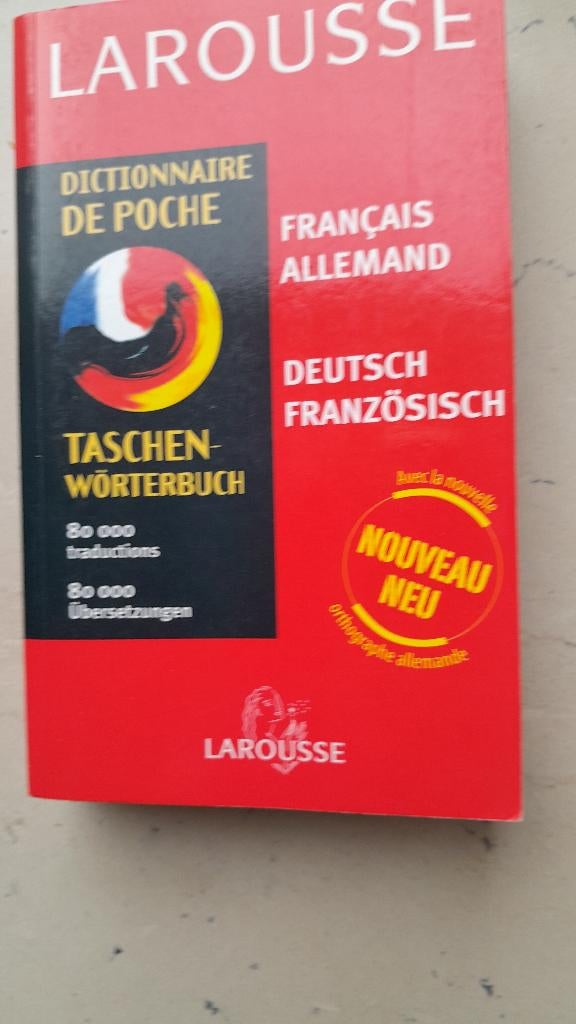 LAROUSSE
DICTIONNAIRE
DE POCHE
FRANÇAIS
ALLEMAND
DEUTSCH
FRANZÖSISCH
TASCHEN-
WÖRTERBUCH
80 000
traductions
80 000
Übersetzungen
Avec la nouvelle
NOUVEAU
NEU
orthographe allemande
LAROUSSE